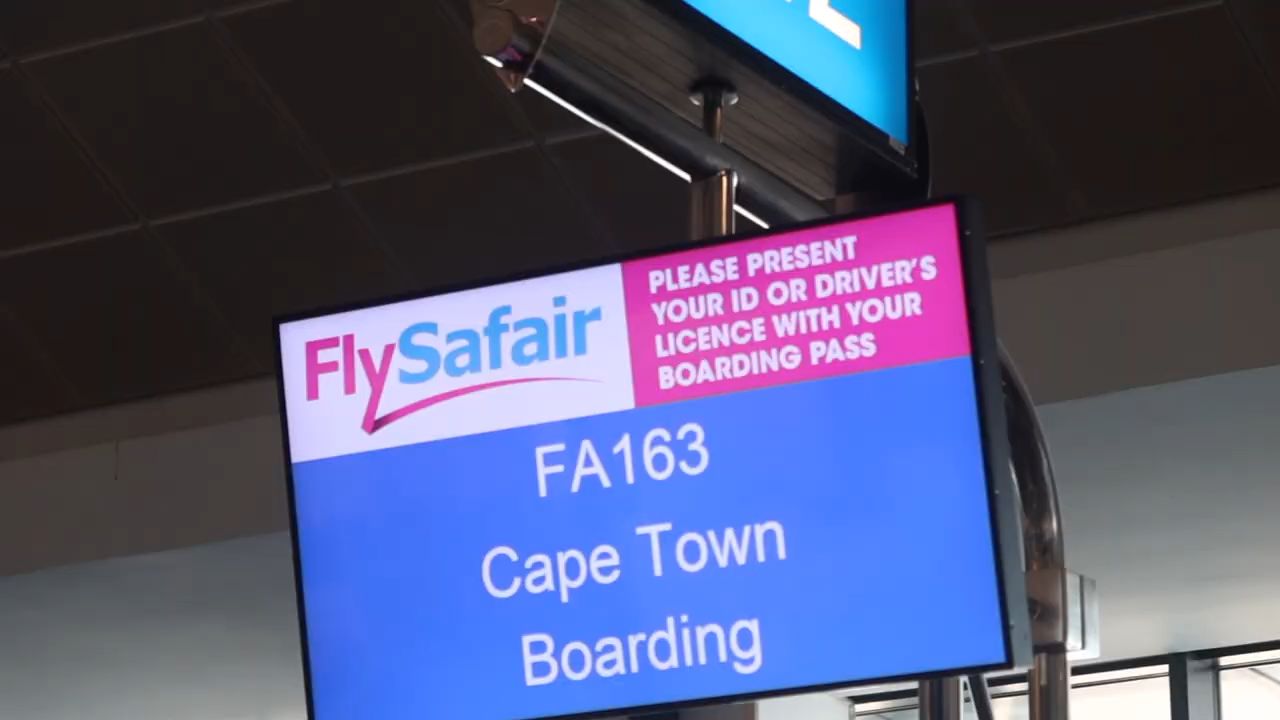 FlySafair
PLEASE PRESENT
YOUR ID OR DRIVER'S
LICENCE WITH YOUR
BOARDING PASS
FA163
Cape Town
Boarding